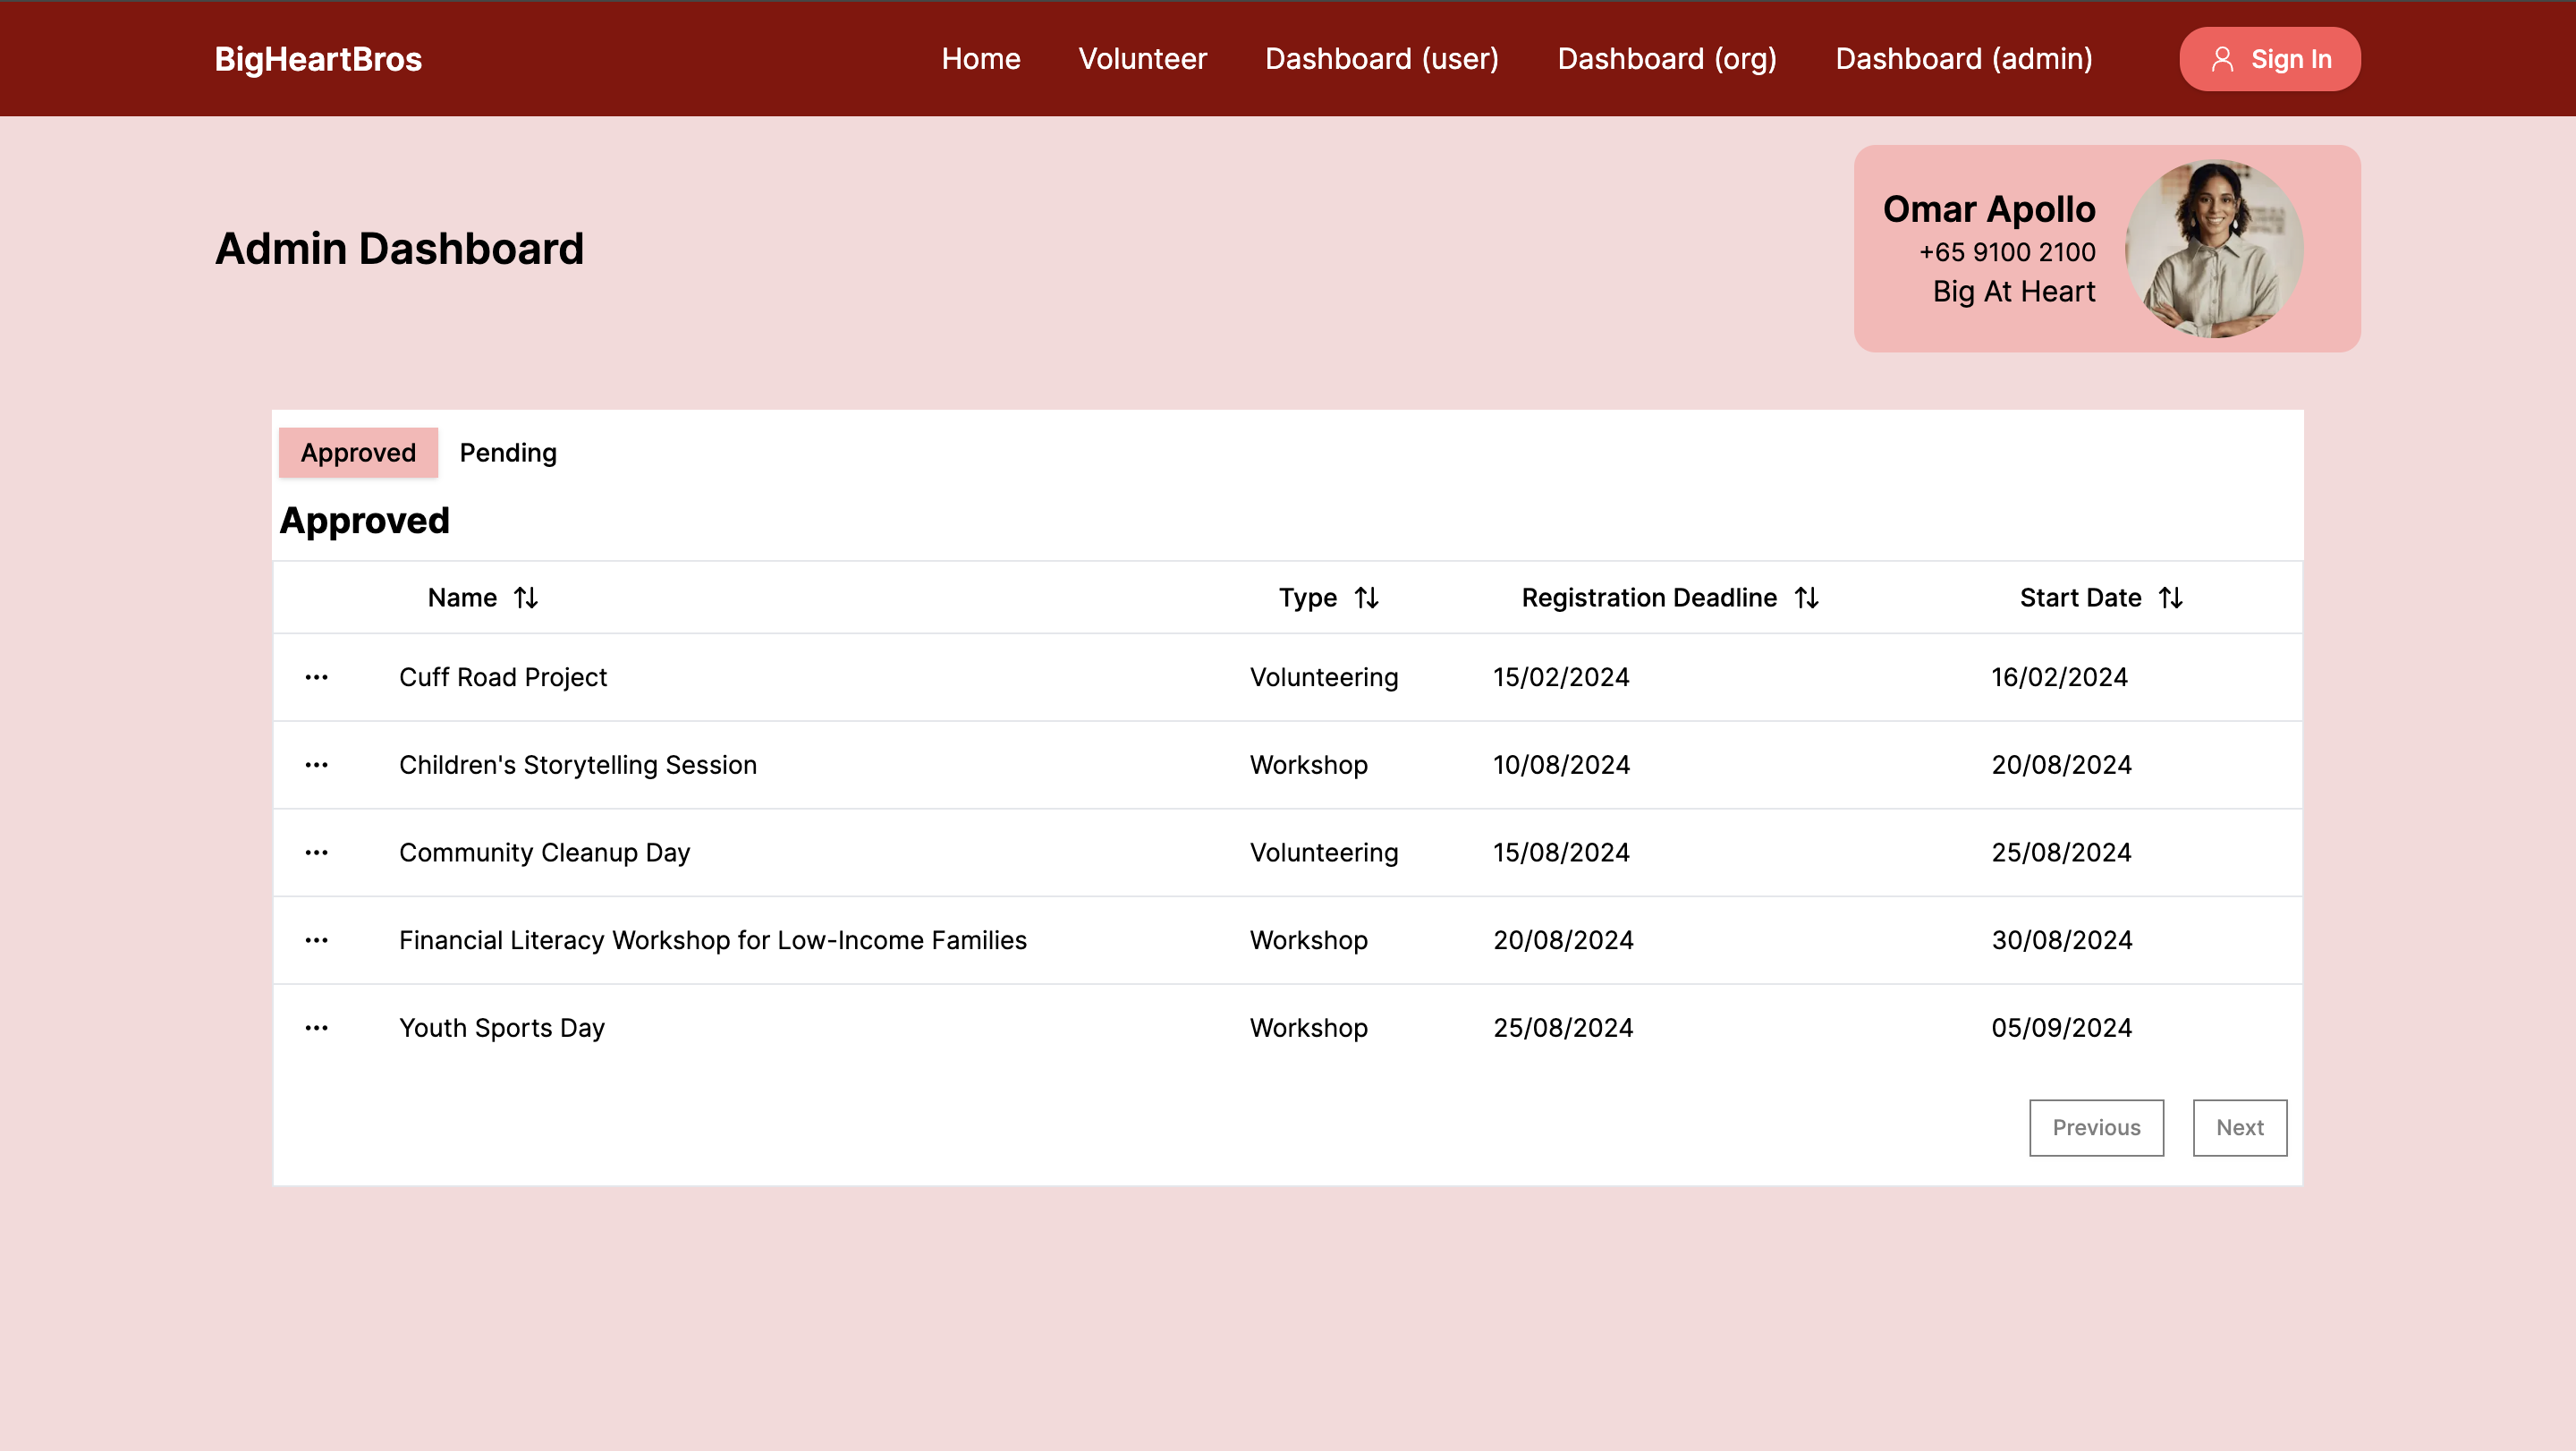 BigHeartBros Home Volunteer Dashboard (user) Dashboard (org) Dashboard (admin) Sign In
Admin Dashboard
Omar Apollo
+65 9100 2100
Big At Heart
Approved Pending
Approved
Name Type Registration Deadline Start Date
Cuff Road Project Volunteering 15/02/2024 16/02/2024
Children's Storytelling Session Workshop 10/08/2024 20/08/2024
Community Cleanup Day Volunteering 15/08/2024 25/08/2024
Financial Literacy Workshop for Low-Income Families Workshop 20/08/2024 30/08/2024
Youth Sports Day Workshop 25/08/2024 05/09/2024
Previous Next